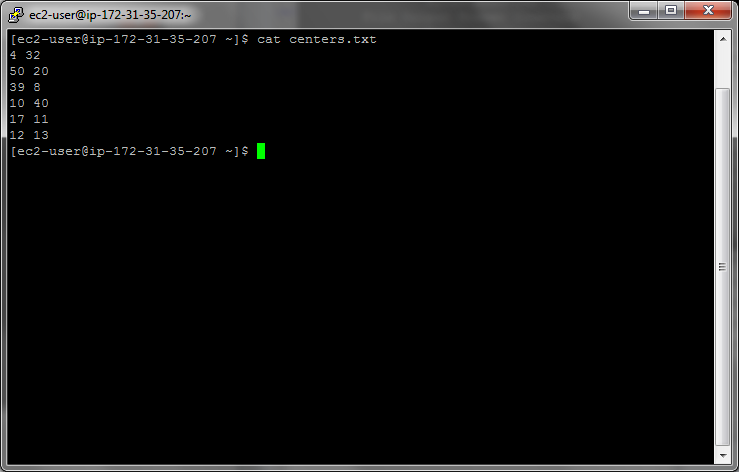 ec2-user@ip-172-31-35-207:~
[ec2-user@ip-172-31-35-207 ~]$ cat centers.txt
4 32
50 20
39 8
10 40
17 11
12 13
[ec2-user@ip-172-31-35-207 ~]$